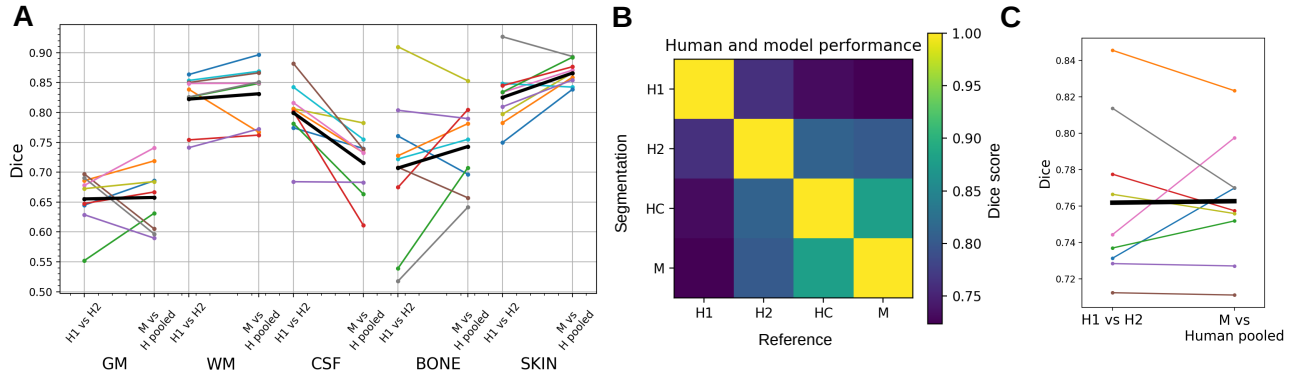 A
Dice
0.90
0.85
0.80
0.75
0.70
0.65
0.60
0.55
0.50
H1 vs H2
M vs
H pooled
H1 vs H2
M vs
H pooled
H1 vs H2
M vs
H pooled
H1 vs H2
M vs
H pooled
H1 vs H2
M vs
H pooled
GM
WM
CSF
BONE
SKIN
B
Human and model performance
Segmentation
H1
H2
HC
M
H1
H2
HC
M
Reference
1.00
0.95
0.90
0.85
0.80
0.75
Dice score
C
Dice
0.84
0.82
0.80
0.78
0.76
0.74
0.72
H1 vs H2
M vs
Human pooled